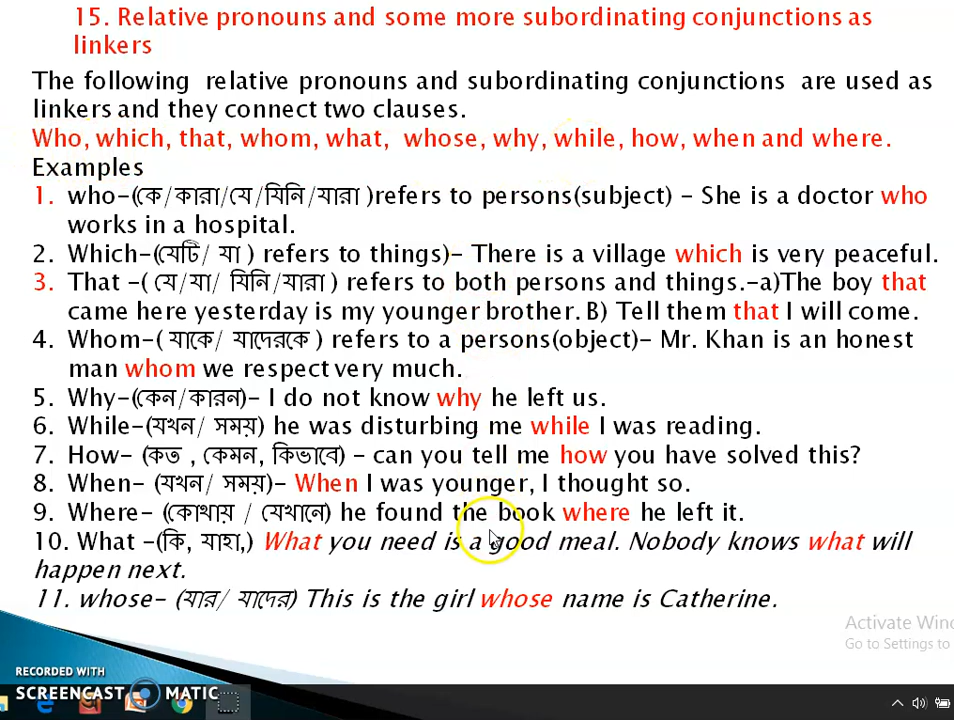 15. Relative pronouns and some more subordinating conjunctions as
linkers
The following relative pronouns and subordinating conjunctions are used as
linkers and they connect two clauses.
Who, which, that, whom, what, whose, why, while, how, when and where.
Examples
1. who-(কে/কারা/যে/যিনি/যারা )refers to persons(subject) – She is a doctor who
works in a hospital.
2. Which-(যেটি/ যা ) refers to things)– There is a village which is very peaceful.
3. That -( যে/যা/ যিনি/যারা ) refers to both persons and things.-a)The boy that
came here yesterday is my younger brother. B) Tell them that I will come.
4. Whom-( যাকে/ যাদেরকে ) refers to a persons(object)– Mr. Khan is an honest
man whom we respect very much.
5. Why-(কেন/কারন)- I do not know why he left us.
6. While-(যখন/ সময়) he was disturbing me while I was reading.
7. How- (কত , কেমন, কিভাবে) – can you tell me how you have solved this?
8. When- (যখন/ সময়)- When I was younger, I thought so.
9. Where- (কোথায় / যেখানে) he found the book where he left it.
10. What -(কি, যাহা,) What you need is a good meal. Nobody knows what will
happen next.
11. whose- (যার/ যাদের) This is the girl whose name is Catherine.
Activate Wind
Go to Settings to
RECORDED WITH
SCREENCAST MATIC